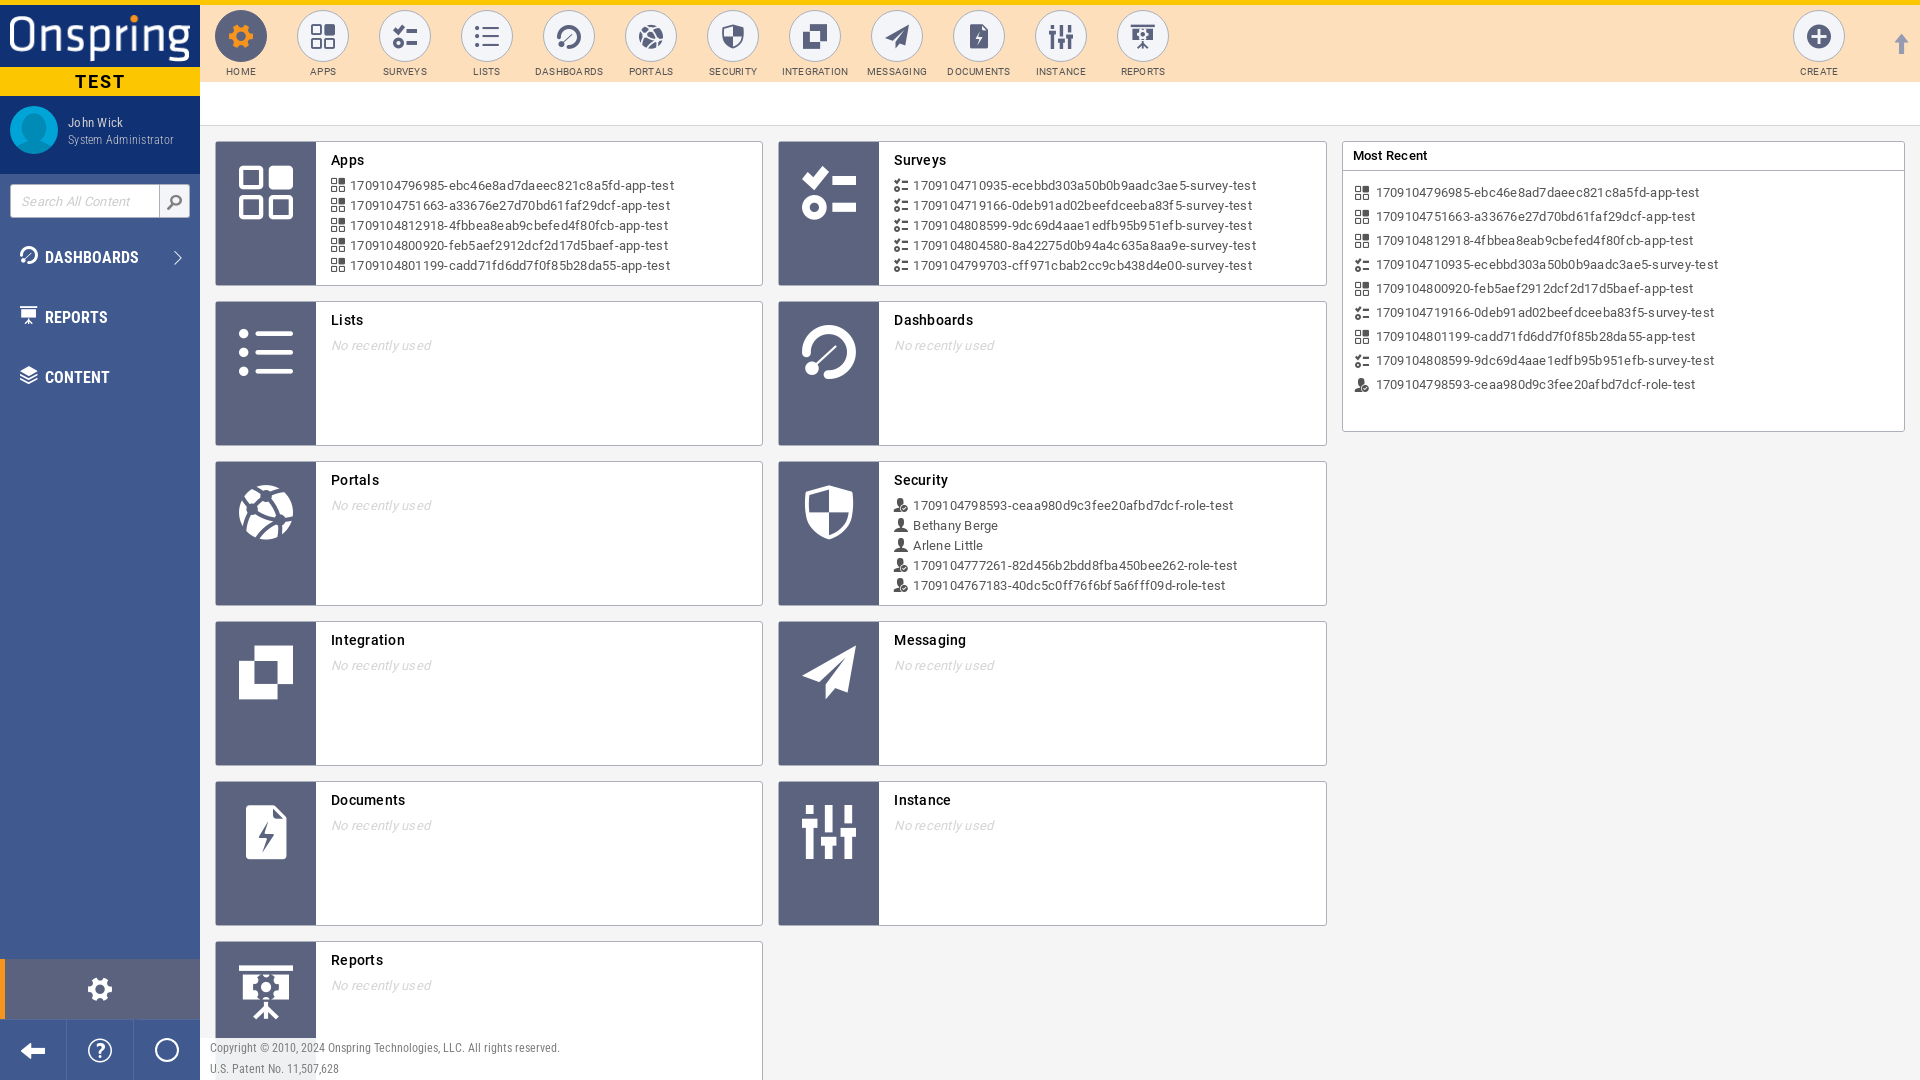 Onspring
TEST
John Wick
System Administrator
Search All Content
DASHBOARDS
REPORTS
CONTENT
HOME
APPS
SURVEYS
LISTS
DASHBOARDS
PORTALS
SECURITY
INTEGRATION
MESSAGING
DOCUMENTS
INSTANCE
REPORTS
CREATE
Apps
1709104796985-ebc46e8ad7daeec821c8a5fd-app-test
1709104751663-a33676e27d70bd61faf29dcf-app-test
1709104812918-4fbbea8eab9cbefed4f80fcb-app-test
1709104800920-feb5aef2912dcf2d17d5baef-app-test
1709104801199-cadd71fd6dd7f0f85b28da55-app-test
Surveys
1709104710935-ecebbd303a50b0b9aadc3ae5-survey-test
1709104719166-0deb91ad02beefdceeba83f5-survey-test
1709104808599-9dc69d4aae1edfb95b951efb-survey-test
1709104804580-8a42275d0b94a4c635a8aa9e-survey-test
1709104799703-cff971cbab2cc9cb438d4e00-survey-test
Lists
No recently used
Dashboards
No recently used
Portals
No recently used
Security
1709104798593-ceaa980d9c3fee20afbd7dcf-role-test
Bethany Berge
Arlene Little
1709104777261-82d456b2bdd8fba450bee262-role-test
1709104767183-40dc5c0ff76f6bf5a6fff09d-role-test
Integration
No recently used
Messaging
No recently used
Documents
No recently used
Instance
No recently used
Reports
No recently used
Most Recent
1709104796985-ebc46e8ad7daeec821c8a5fd-app-test
1709104751663-a33676e27d70bd61faf29dcf-app-test
1709104812918-4fbbea8eab9cbefed4f80fcb-app-test
1709104710935-ecebbd303a50b0b9aadc3ae5-survey-test
1709104800920-feb5aef2912dcf2d17d5baef-app-test
1709104719166-0deb91ad02beefdceeba83f5-survey-test
1709104801199-cadd71fd6dd7f0f85b28da55-app-test
1709104808599-9dc69d4aae1edfb95b951efb-survey-test
1709104798593-ceaa980d9c3fee20afbd7dcf-role-test
Copyright © 2010, 2024 Onspring Technologies, LLC. All rights reserved.
U.S. Patent No. 11,507,628